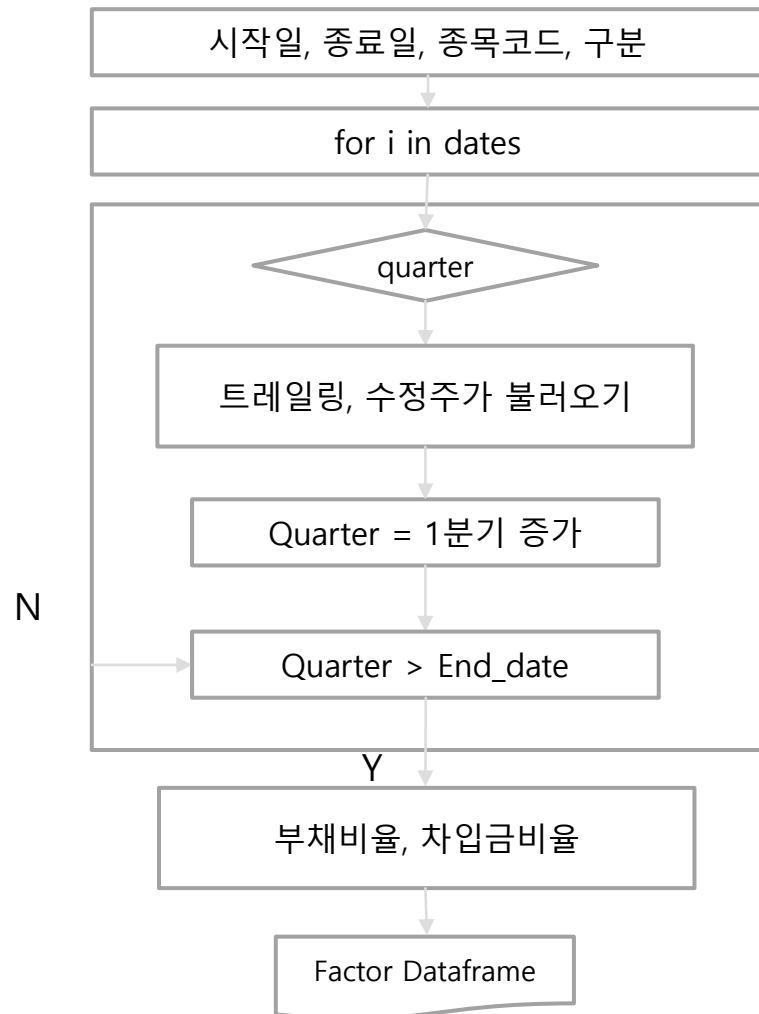 시작일, 종료일, 종목코드, 구분
for i in dates
quarter
트레일링, 수정주가 불러오기
Quarter = 1분기 증가
N
Quarter > End_date
Y
부채비율, 차입금비율
Factor Dataframe